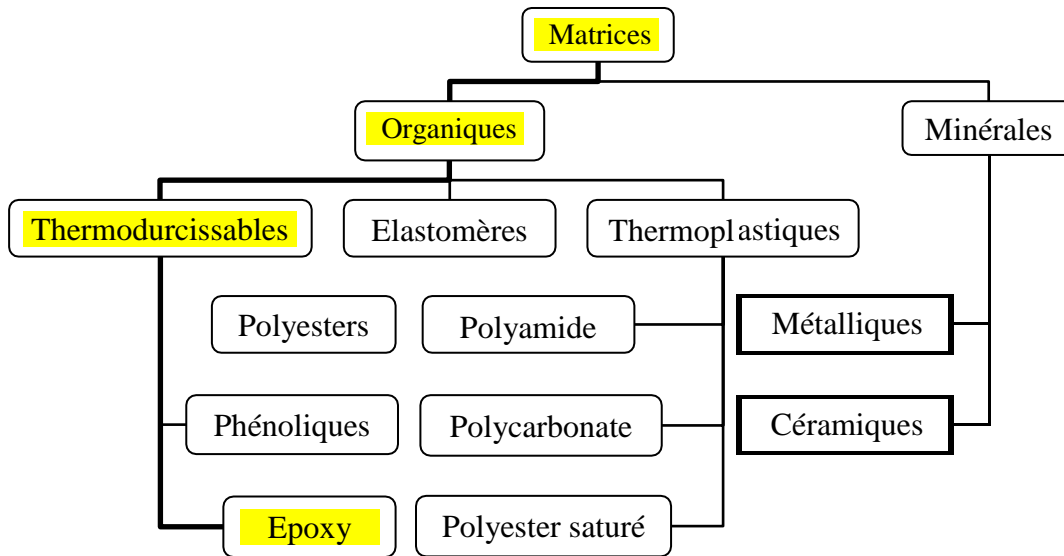 Matrices
Organiques
Minérales
Thermodurcissables
Elastomères
Thermoplastiques
Polyesters
Polyamide
Métalliques
Phénoliques
Polycarbonate
Céramiques
Epoxy
Polyester saturé